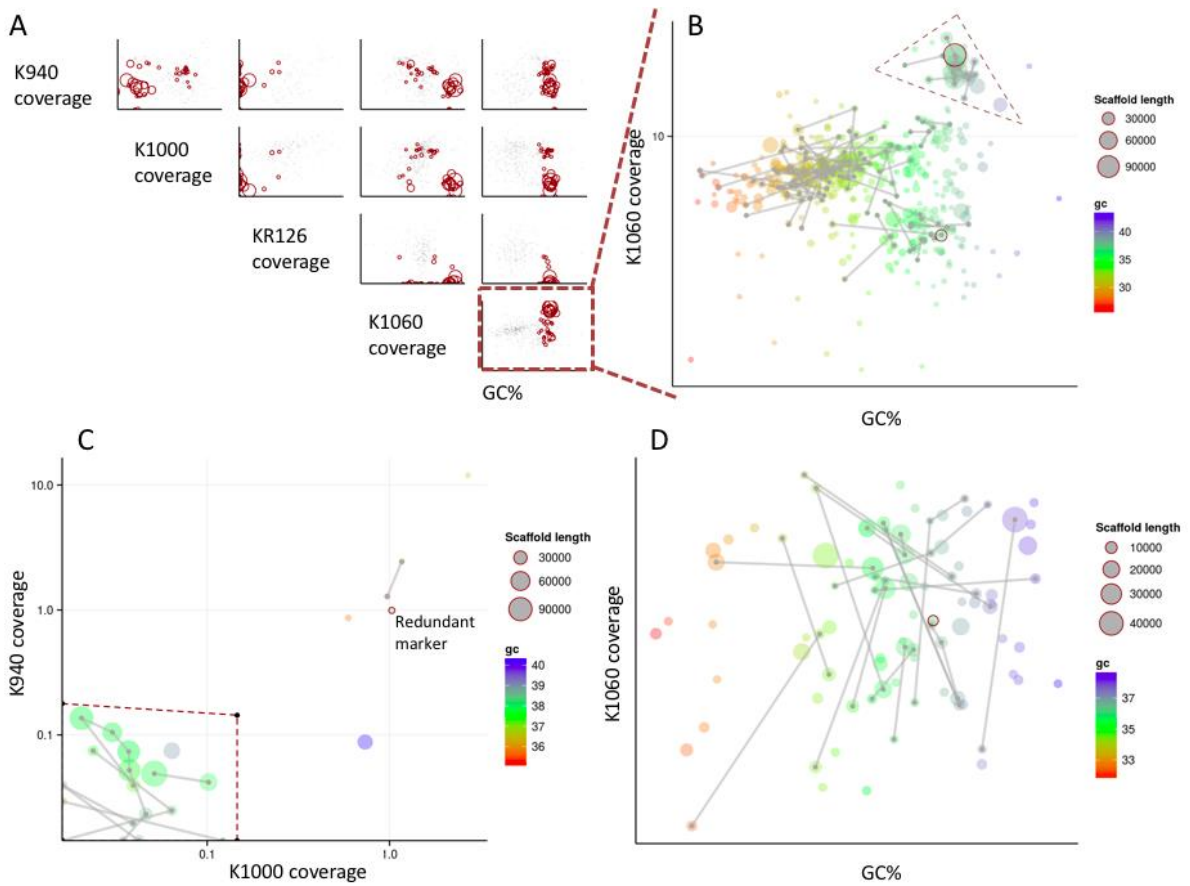 A
K940
coverage
K1000
coverage
KR126
coverage
K1060
coverage
GC%
B
K1060 coverage
10
GC%
Scaffold length
30000
60000
90000
gc
40
35
30
C
K940 coverage
10.0
1.0
0.1
Redundant
marker
0.1
1.0
K1000 coverage
Scaffold length
30000
60000
90000
gc
40
39
38
37
36
D
K1060 coverage
GC%
Scaffold length
10000
20000
30000
40000
gc
37
35
33